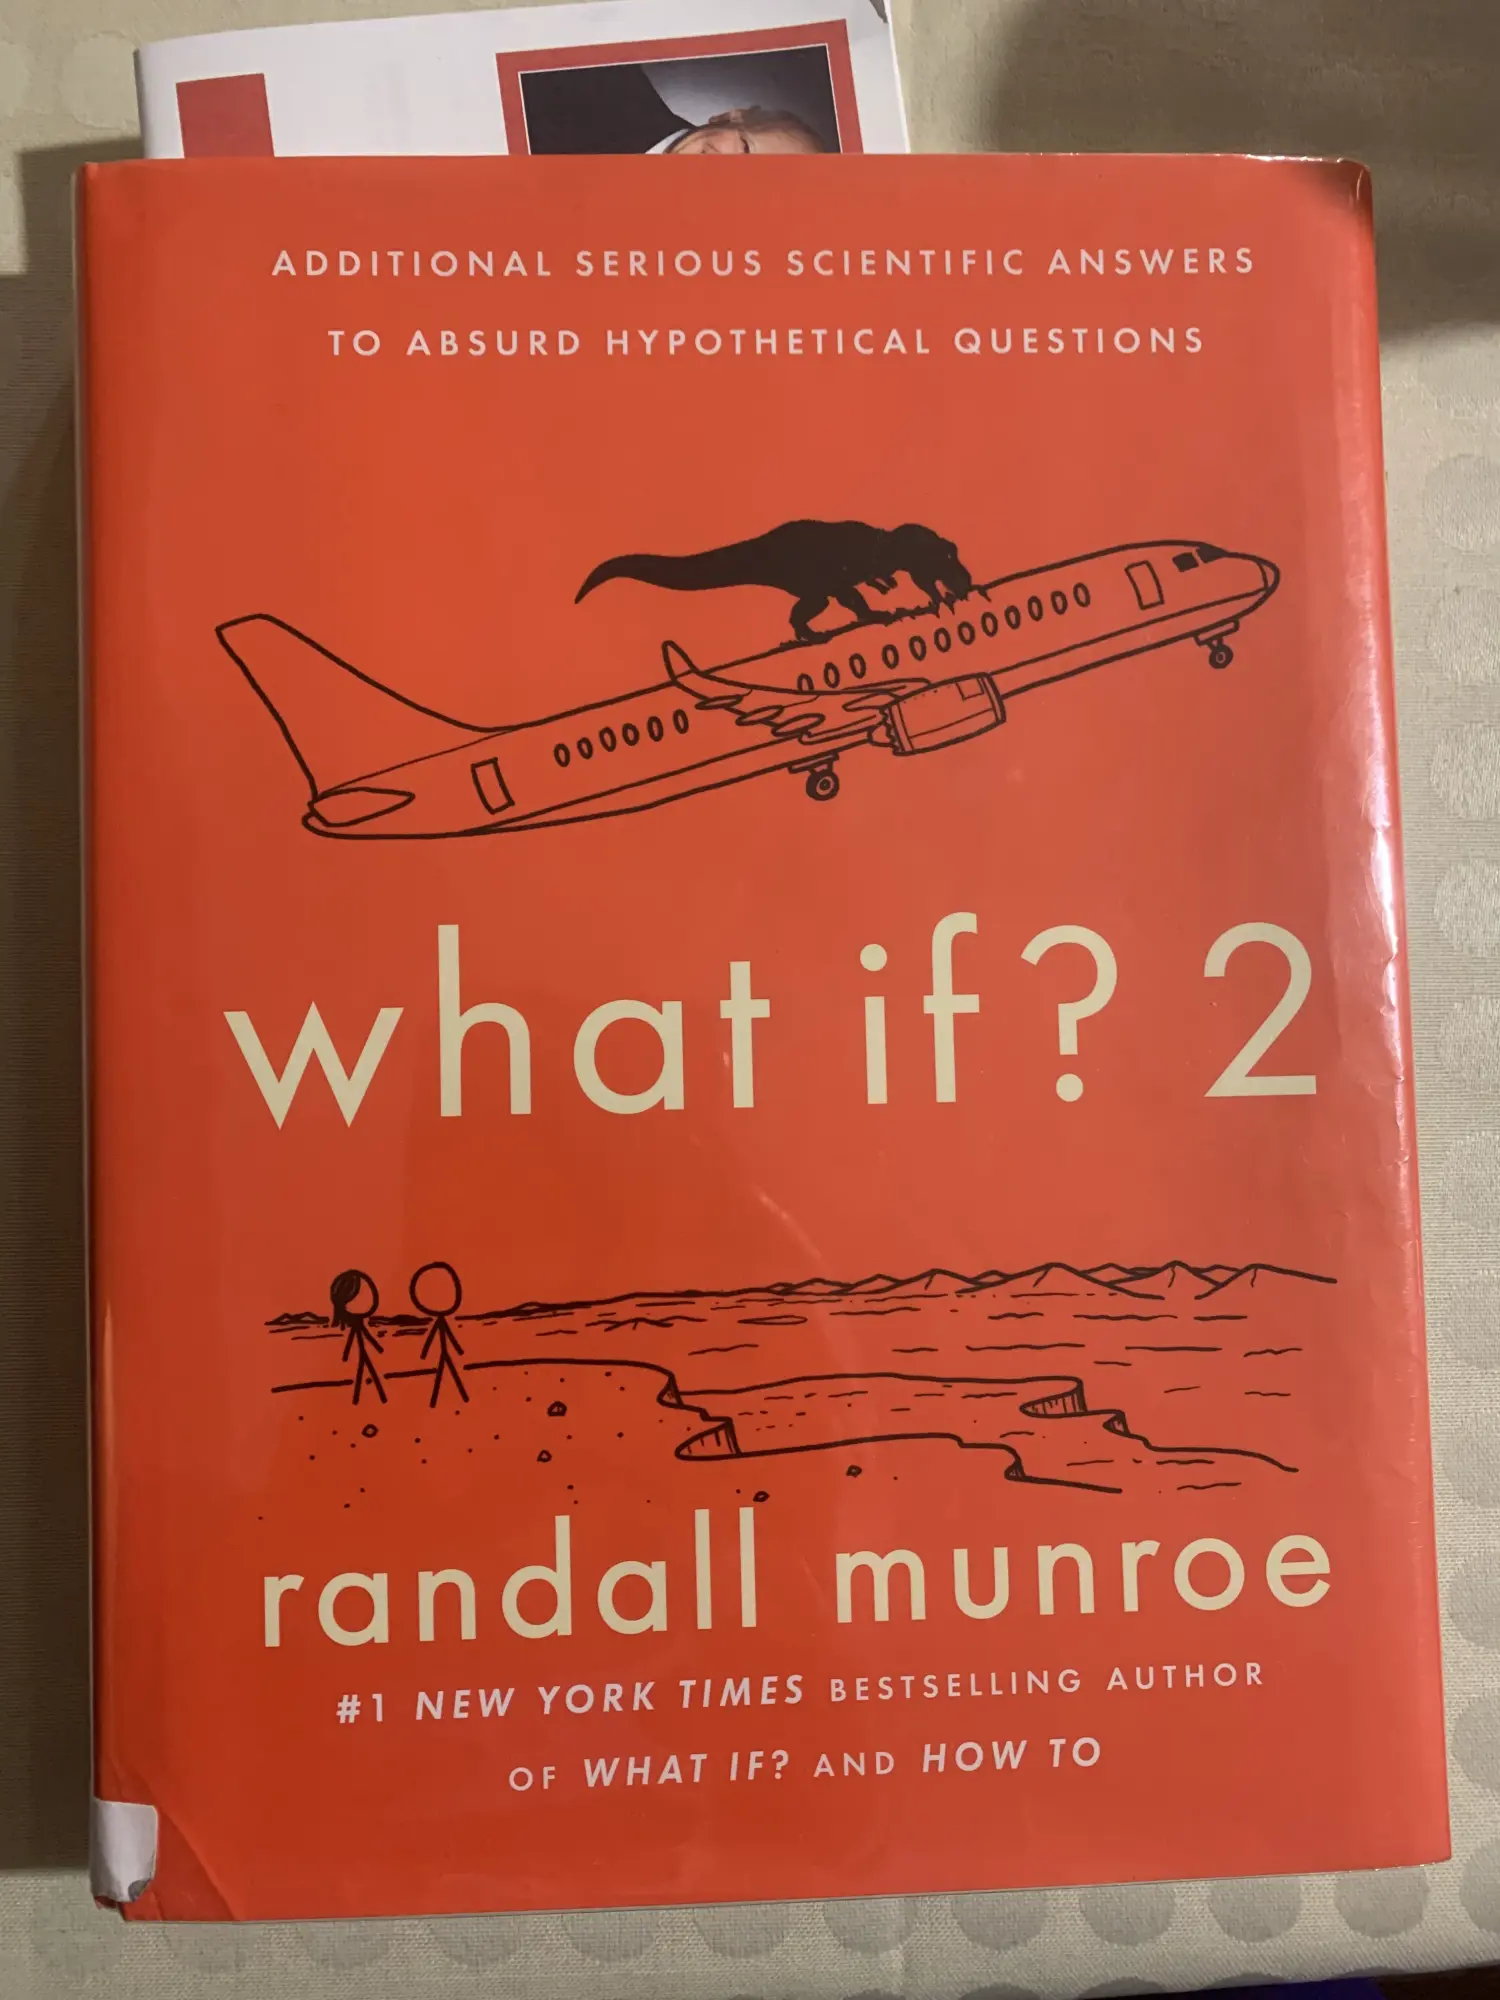 ADDITIONAL SERIOUS SCIENTIFIC ANSWERS
TO ABSURD HYPOTHETICAL QUESTIONS
what if? 2
randall munroe
#1 NEW YORK TIMES BESTSELLING AUTHOR
OF WHAT IF? AND HOW TO